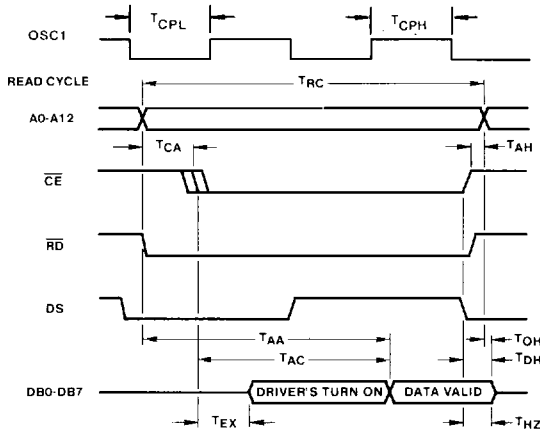 OSC1
TCPL
TCPH
READ CYCLE
TRC
A0-A12
TCA
TAH
CE
RD
DS
TAA
TOH
TAC
TDH
DB0-DB7
DRIVER'S TURN ON
DATA VALID
TEX
THZ